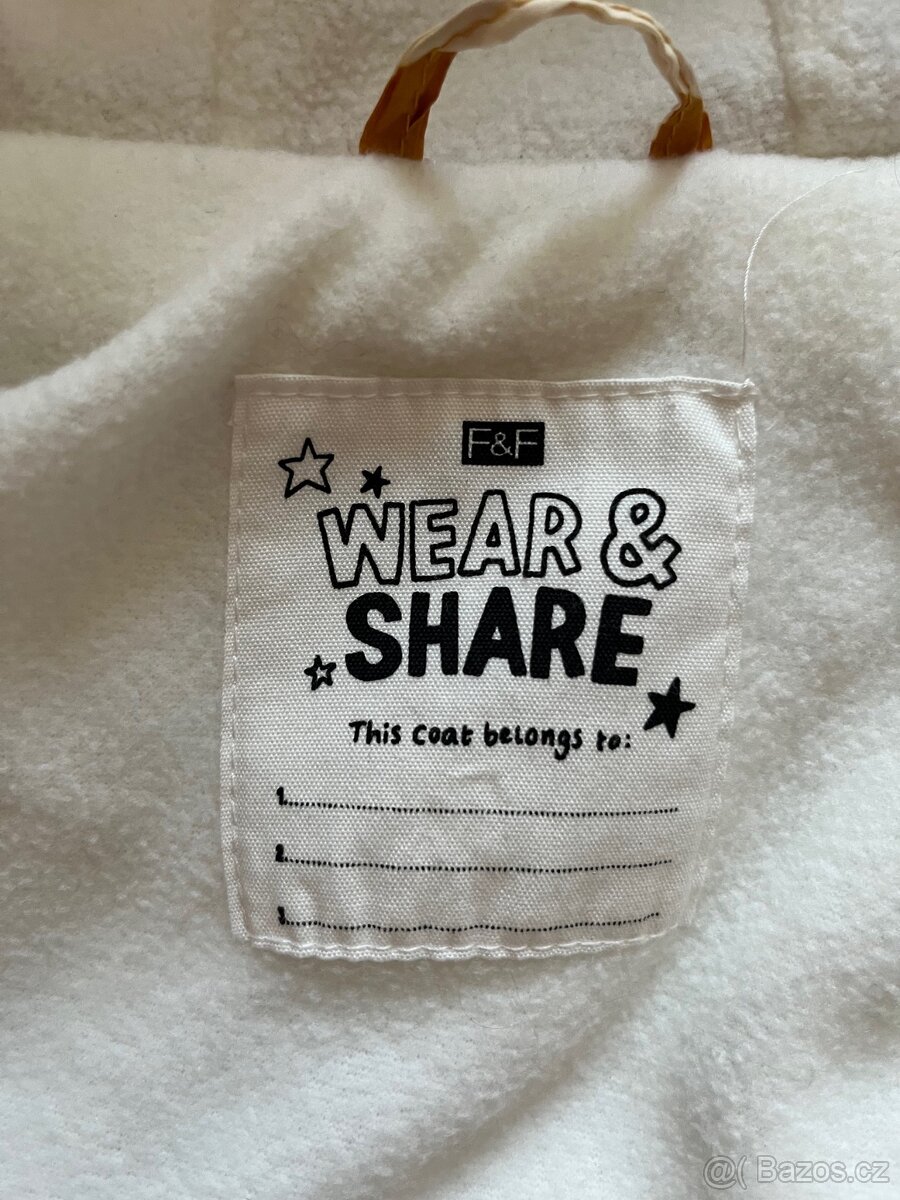 F&F
WEAR &
SHARE
This coat belongs to:
1.......................................................
2.......................................................
3.......................................................
@( Bazos.cz